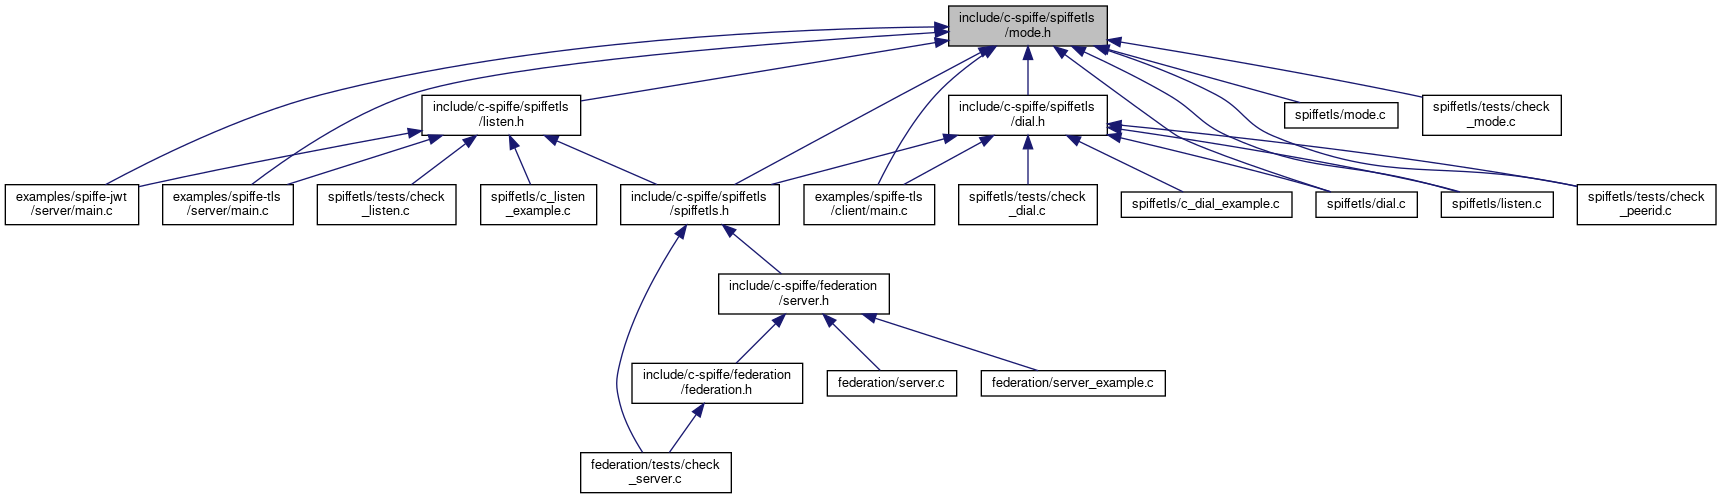 include/c-spiffe/spiffetls
/mode.h
include/c-spiffe/spiffetls
/listen.h
include/c-spiffe/spiffetls
/dial.h
spiffetls/mode.c
spiffetls/tests/check
_mode.c
examples/spiffe-jwt
/server/main.c
examples/spiffe-tls
/server/main.c
spiffetls/tests/check
_listen.c
spiffetls/c_listen
_example.c
include/c-spiffe/spiffetls
/spiffetls.h
examples/spiffe-tls
/client/main.c
spiffetls/tests/check
_dial.c
spiffetls/c_dial_example.c
spiffetls/dial.c
spiffetls/listen.c
spiffetls/tests/check
_peerid.c
include/c-spiffe/federation
/server.h
include/c-spiffe/federation
/federation.h
federation/server.c
federation/server_example.c
federation/tests/check
_server.c